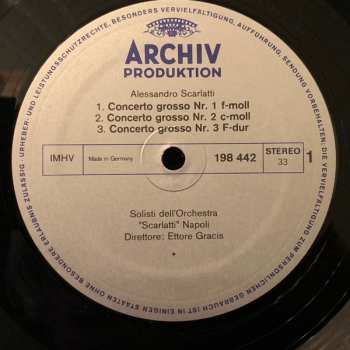 ALLE URHEBER- UND LEISTUNGSSCHUTZRECHTE, BESONDERS VERVIELFÄLTIGUNG, AUFFÜHRUNG, SENDUNG
ARCHIV
PRODUKTION
Alessandro Scarlatti
1. Concerto grosso Nr. 1 f-moll
2. Concerto grosso Nr. 2 c-moll
3. Concerto grosso Nr. 3 F-dur
IMHV
Made in Germany
198 442
STEREO
33
1
Solisti dell'Orchestra
"Scarlatti" Napoli
Direttore: Ettore Gracis
DIE VERVIELFÄLTIGUNG ZUM PERSÖNLICHEN GEBRAUCH IST IN EINIGEN STAATEN OHNE BESONDERE ERLAUBNIS ZULÄSSIG